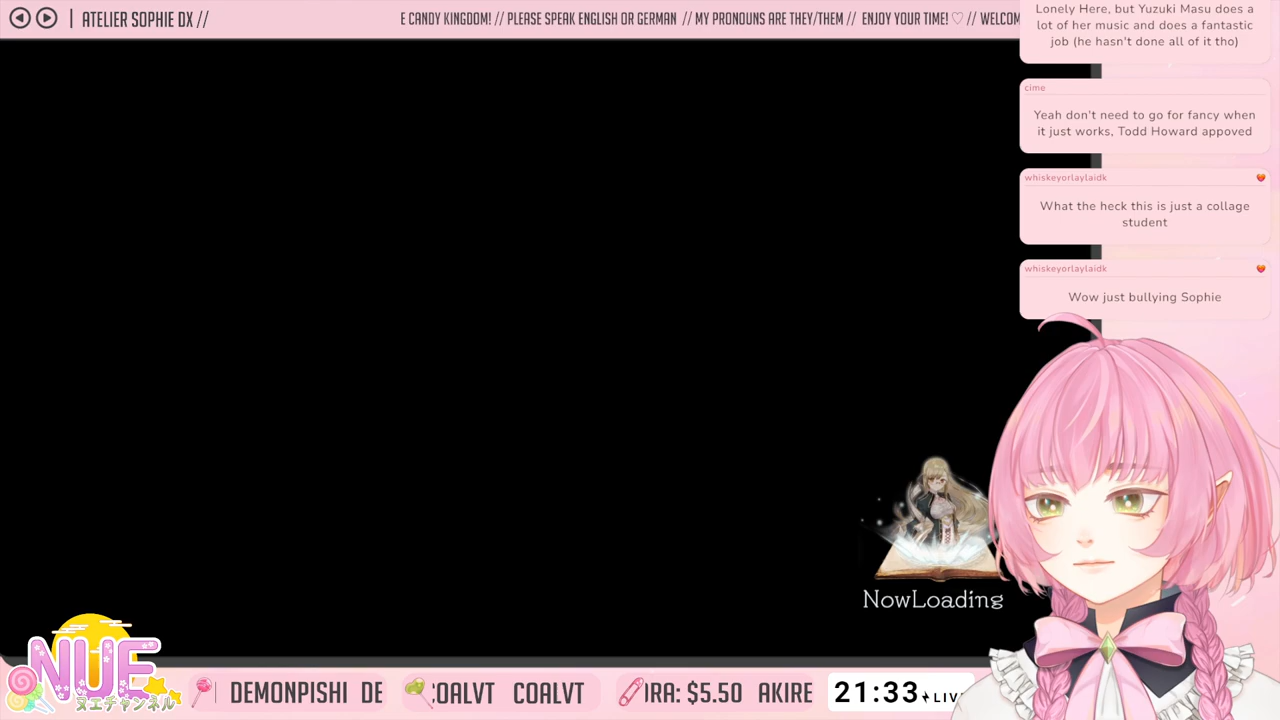 ATELIER SOPHIE DX //
E CANDY KINGDOM! // PLEASE SPEAK ENGLISH OR GERMAN // MY PRONOUNS ARE THEY/THEM // ENJOY YOUR TIME! ♡ // WELCOM
Lonely Here, but Yuzuki Masu does a
lot of her music and does a fantastic
job (he hasn't done all of it tho)
cime
Yeah don't need to go for fancy when
it just works, Todd Howard appoved
whiskeyorlaylaidk
What the heck this is just a collage
student
whiskeyorlaylaidk
Wow just bullying Sophie
NowLoading
NUE
ヌエチャンネル
DEMONPISHI DE
COALVT COALVT
IRA: $5.50 AKIRE
21:33 LIV